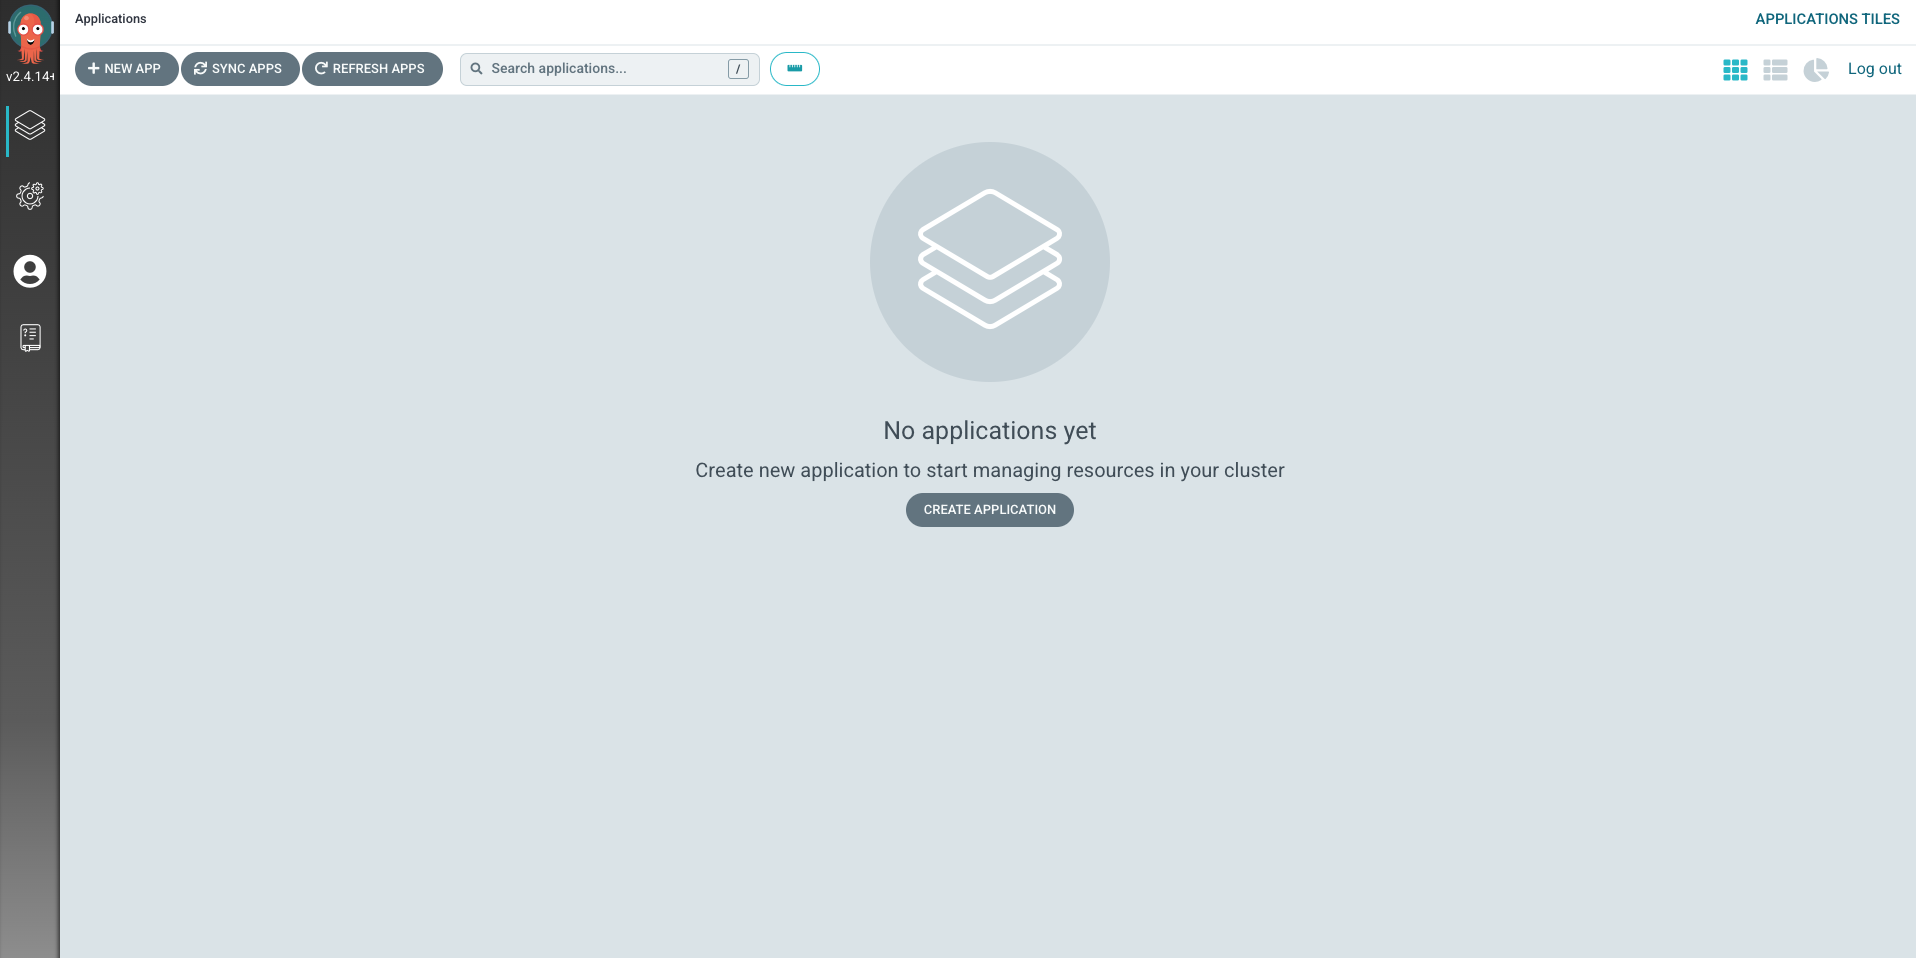 Applications
APPLICATIONS TILES
v2.4.14+
NEW APP
SYNC APPS
REFRESH APPS
Search applications...
/
Log out
No applications yet
Create new application to start managing resources in your cluster
CREATE APPLICATION